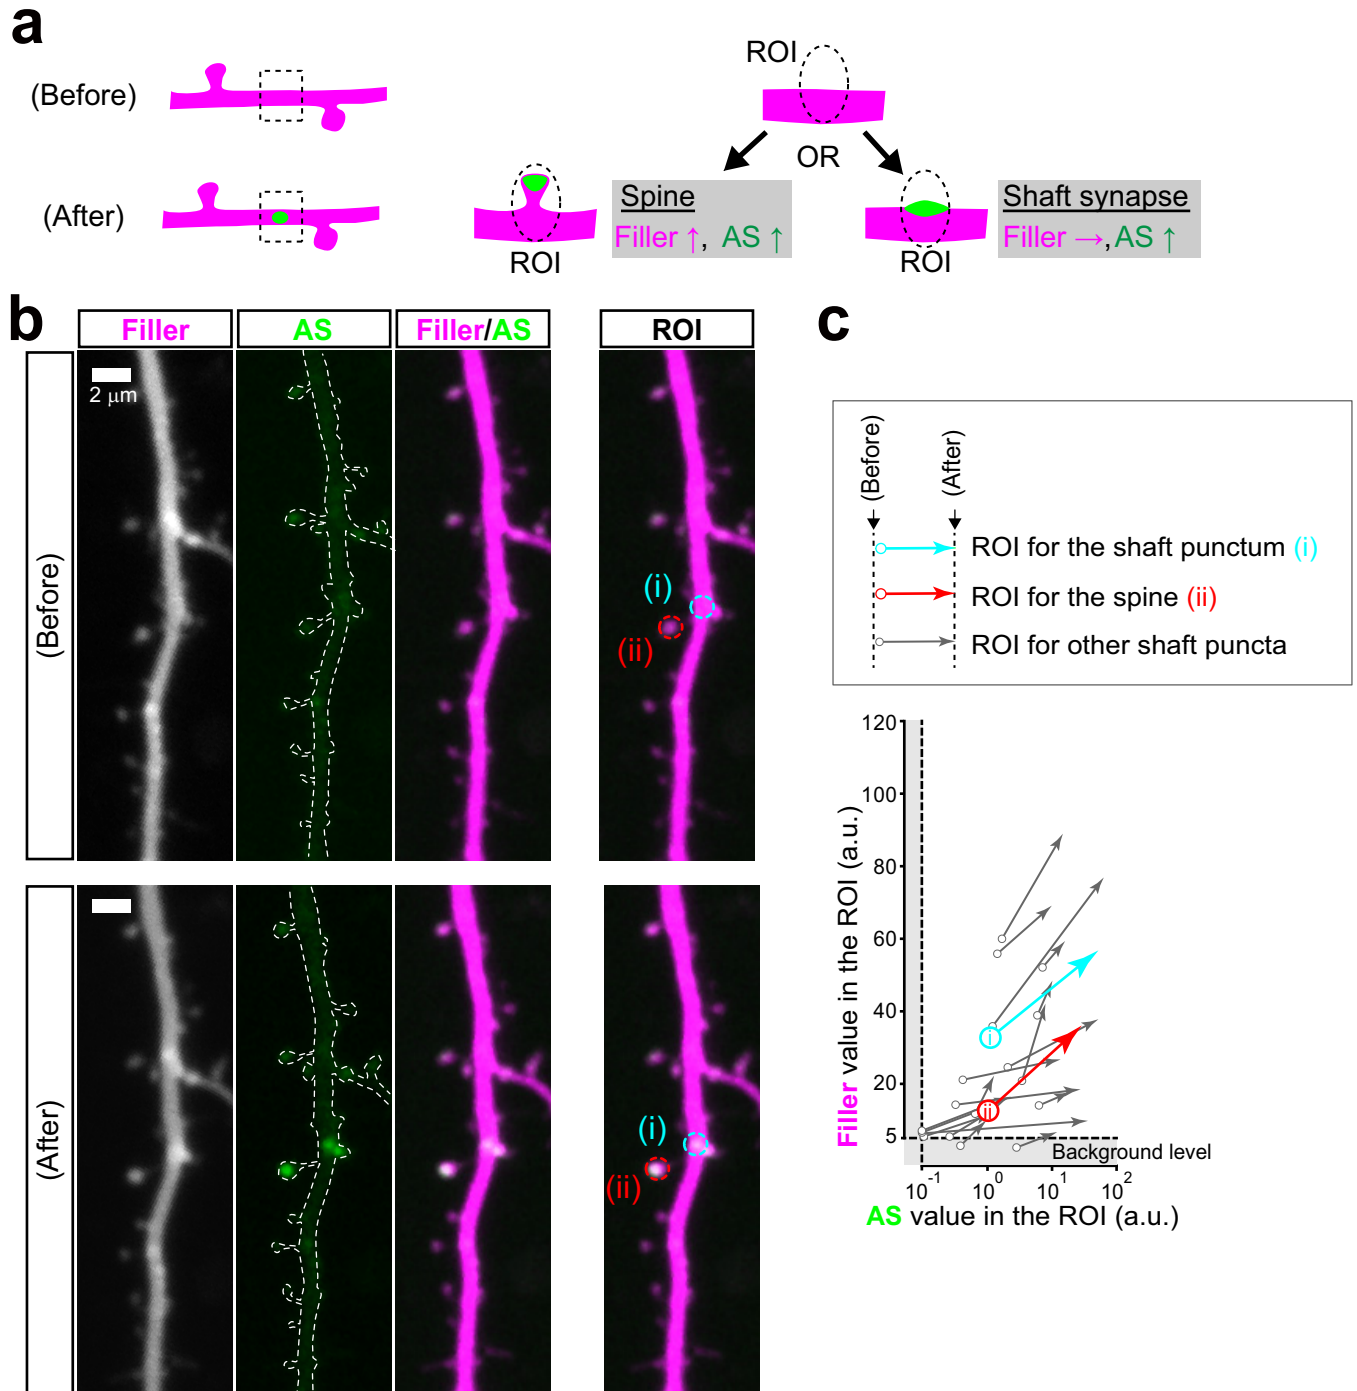 a
(Before)
(After)
ROI
OR
Spine
Filler ↑, AS ↑
ROI
Shaft synapse
Filler →, AS ↑
ROI
b
Filler
AS
Filler/AS
ROI
(Before)
2 μm
(i)
(ii)
(After)
(i)
(ii)
c
(Before)
(After)
ROI for the shaft punctum (i)
ROI for the spine (ii)
ROI for other shaft puncta
Filler value in the ROI (a.u.)
120
100
80
60
40
20
5
i
ii
Background level
10⁻¹ 10⁰ 10¹ 10²
AS value in the ROI (a.u.)